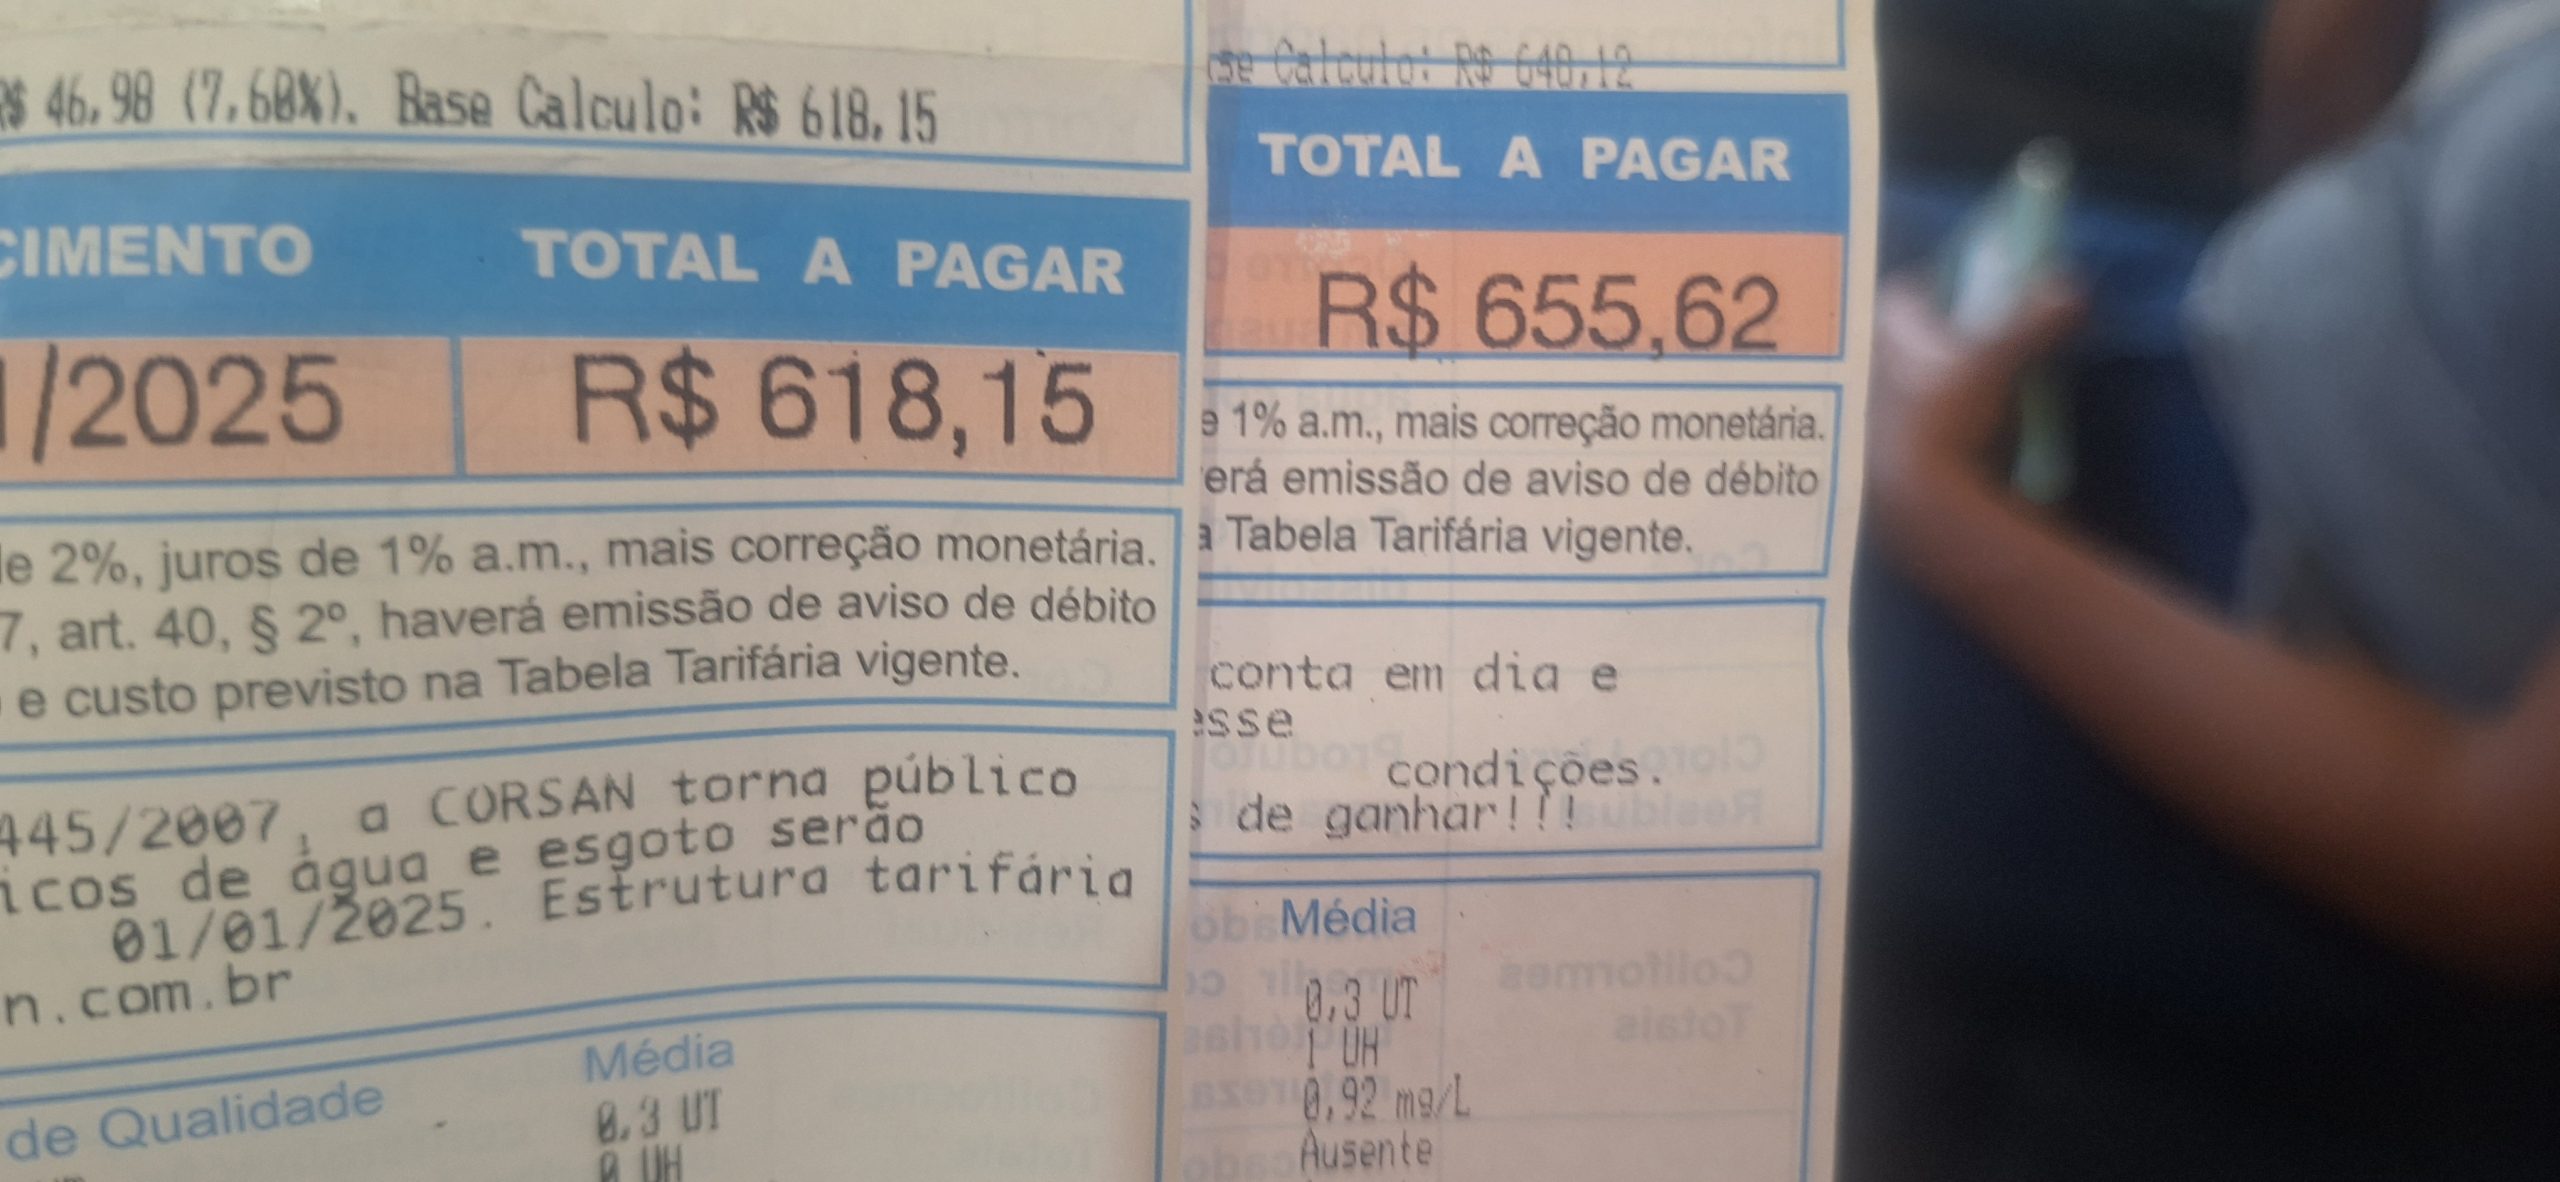 R$ 46,98 (7,60%). Base Calculo: R$ 618,15
CIMENTO TOTAL A PAGAR
1/2025 R$ 618,15
de 2%, juros de 1% a.m., mais correção monetária.
7, art. 40, § 2º, haverá emissão de aviso de débito
e custo previsto na Tabela Tarifária vigente.
445/2007, a CORSAN torna público
icos de água e esgoto serão
01/01/2025. Estrutura tarifária
n.com.br
de Qualidade Média
0,3 UT
0 UH
se Calculo: R$ 640,12
TOTAL A PAGAR
R$ 655,62
e 1% a.m., mais correção monetária.
erá emissão de aviso de débito
a Tabela Tarifária vigente.
conta em dia e
esse
condições.
s de ganhar!!!
Média
0,3 UT
1 UH
0,92 mg/L
Ausente